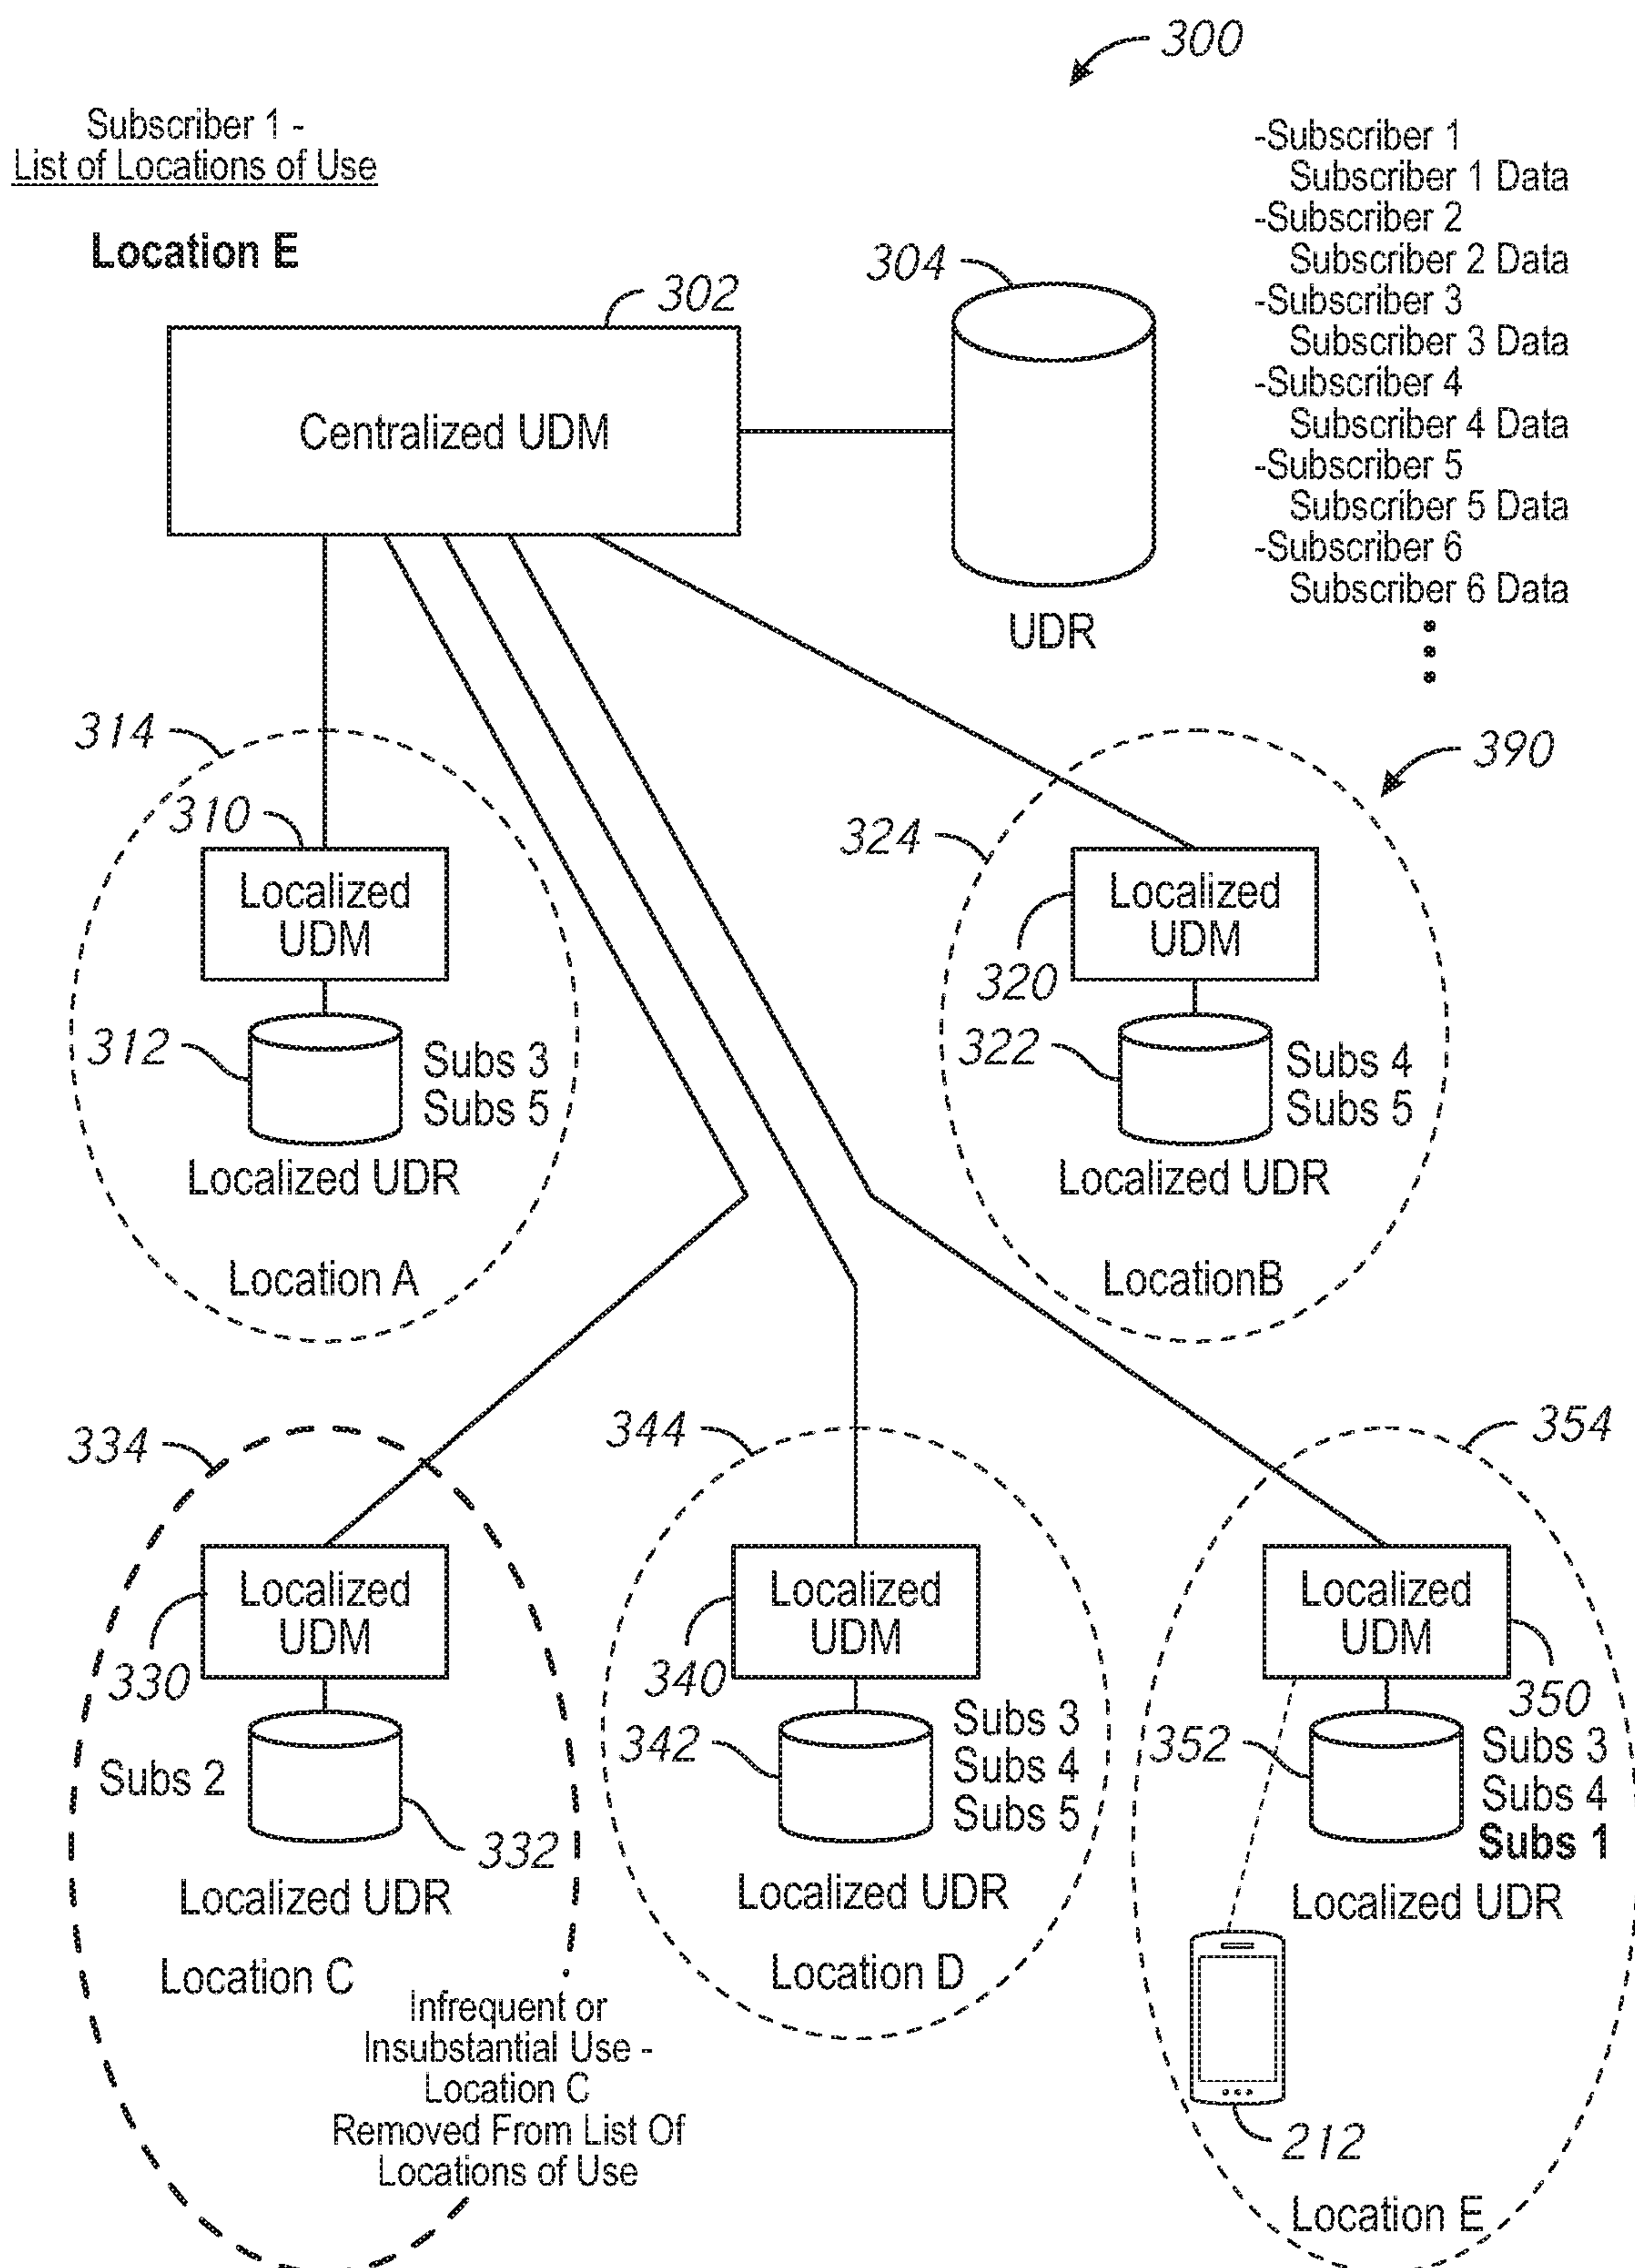 300
Subscriber 1 -
List of Locations of Use
Location E
-Subscriber 1
Subscriber 1 Data
-Subscriber 2
Subscriber 2 Data
-Subscriber 3
Subscriber 3 Data
-Subscriber 4
Subscriber 4 Data
-Subscriber 5
Subscriber 5 Data
-Subscriber 6
Subscriber 6 Data
302
304
Centralized UDM
UDR
390
314
310
Localized
UDM
312
Subs 3
Subs 5
Localized UDR
Location A
324
Localized
UDM
320
322
Subs 4
Subs 5
Localized UDR
LocationB
334
Localized
UDM
330
Subs 2
332
Localized UDR
Location C
Infrequent or
Insubstantial Use -
Location C
Removed From List Of
Locations of Use
344
Localized
UDM
340
342
Subs 3
Subs 4
Subs 5
Localized UDR
Location D
354
Localized
UDM
350
352
Subs 3
Subs 4
Subs 1
Localized UDR
212
Location E